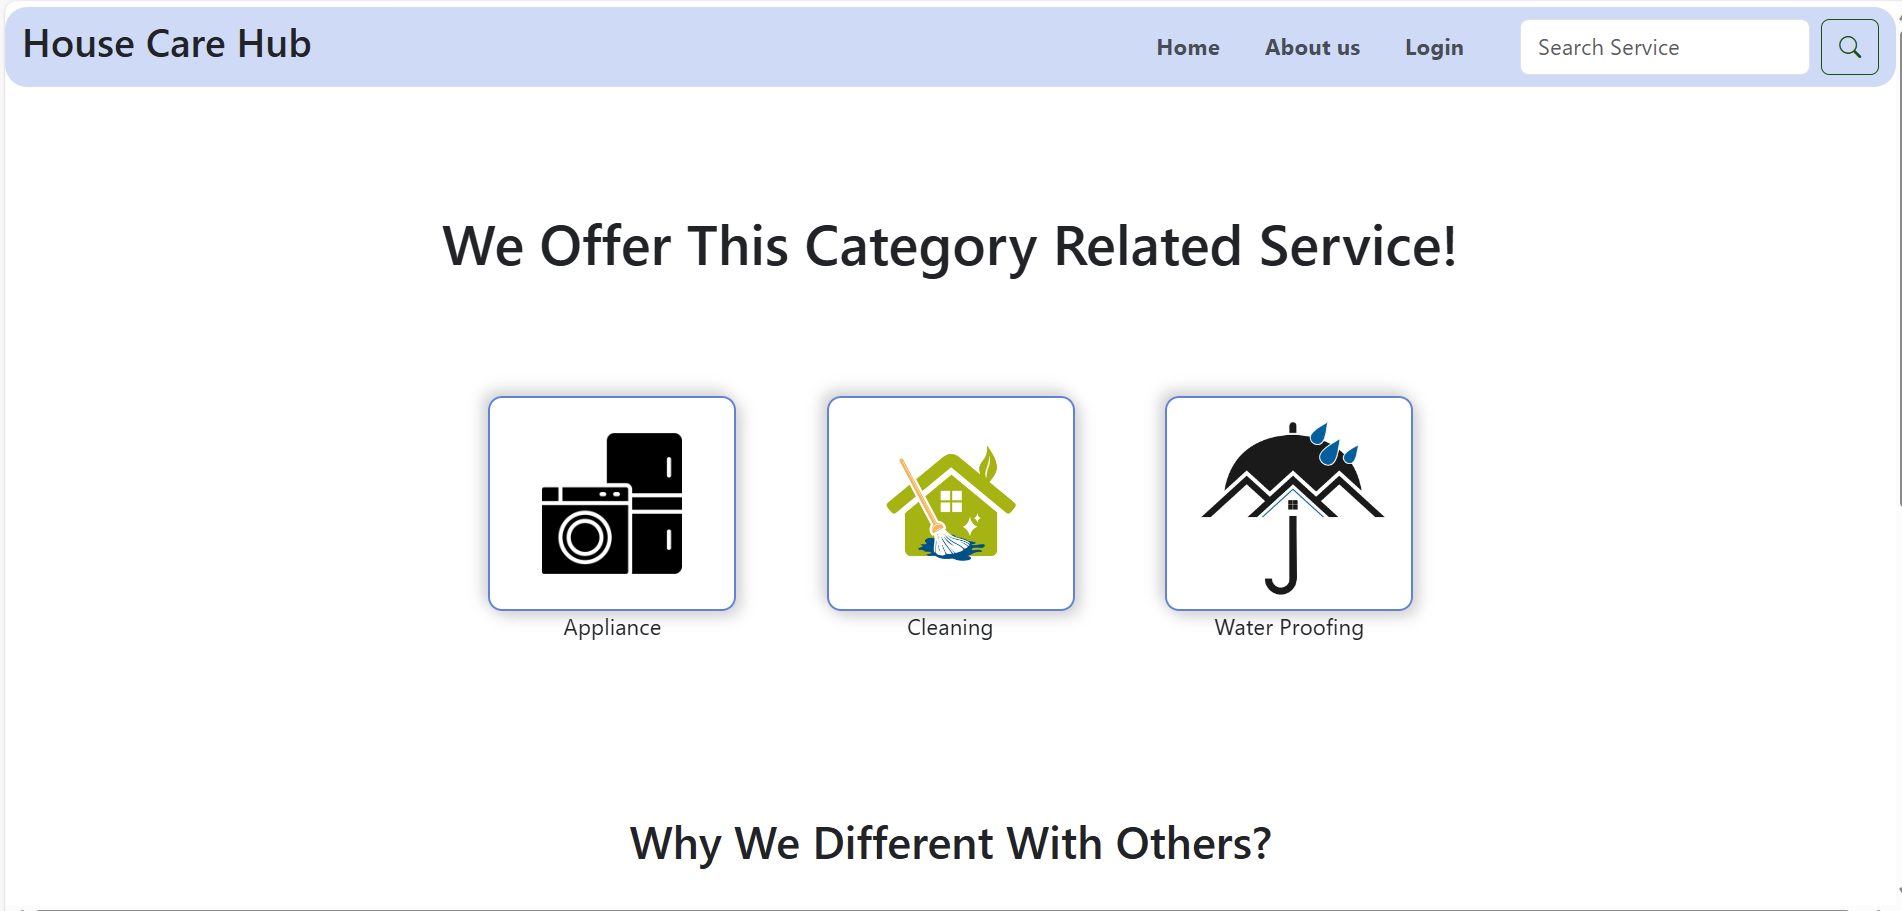 House Care Hub
Home About us Login Search Service
We Offer This Category Related Service!
Appliance Cleaning Water Proofing
Why We Different With Others?